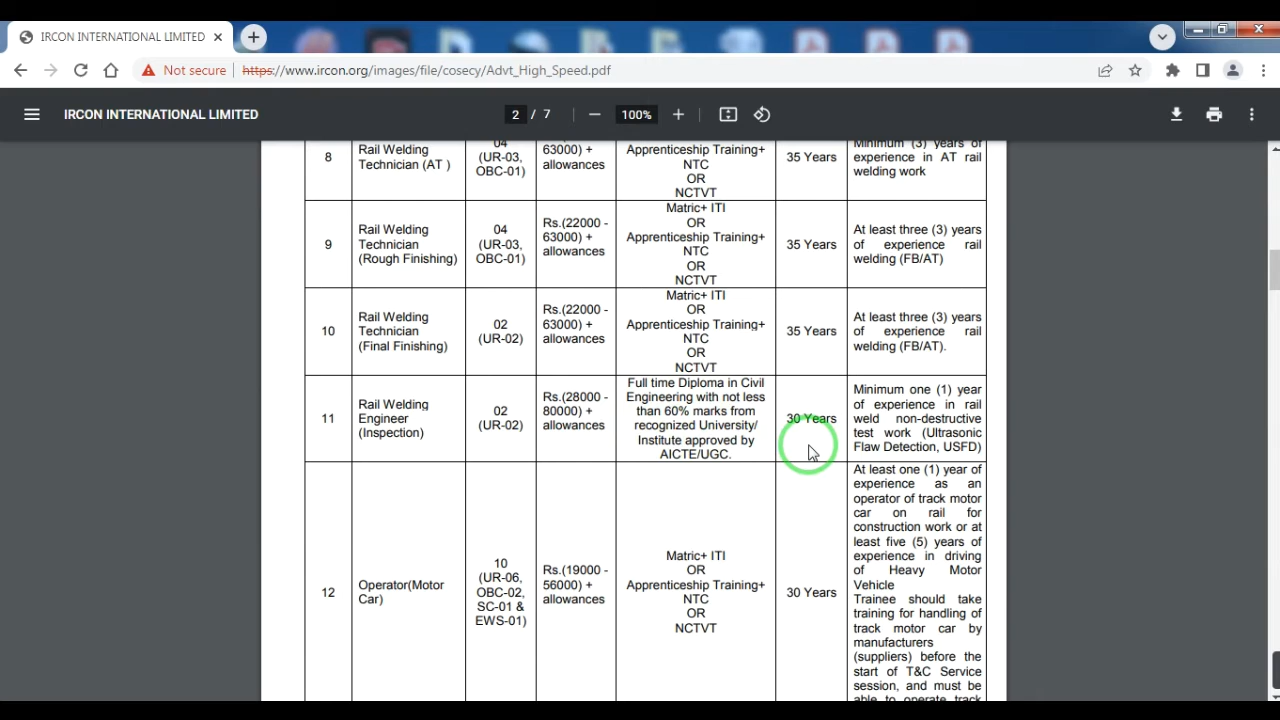 IRCON INTERNATIONAL LIMITED
Not secure
https://www.ircon.org/images/file/cosecy/Advt_High_Speed.pdf
IRCON INTERNATIONAL LIMITED
2 / 7
100%
8
Rail Welding
Technician (AT )
04
(UR-03,
OBC-01)
63000) +
allowances
Apprenticeship Training+
NTC
OR
NCTVT
35 Years
Minimum (3) years of
experience in AT rail
welding work
9
Rail Welding
Technician
(Rough Finishing)
04
(UR-03,
OBC-01)
Rs.(22000 -
63000) +
allowances
Matric+ ITI
OR
Apprenticeship Training+
NTC
OR
NCTVT
35 Years
At least three (3) years
of experience rail
welding (FB/AT)
10
Rail Welding
Technician
(Final Finishing)
02
(UR-02)
Rs.(22000 -
63000) +
allowances
Matric+ ITI
OR
Apprenticeship Training+
NTC
OR
NCTVT
35 Years
At least three (3) years
of experience rail
welding (FB/AT).
11
Rail Welding
Engineer
(Inspection)
02
(UR-02)
Rs.(28000 -
80000) +
allowances
Full time Diploma in Civil
Engineering with not less
than 60% marks from
recognized University/
Institute approved by
AICTE/UGC.
30 Years
Minimum one (1) year
of experience in rail
weld non-destructive
test work (Ultrasonic
Flaw Detection, USFD)
12
Operator(Motor
Car)
10
(UR-06,
OBC-02,
SC-01 &
EWS-01)
Rs.(19000 -
56000) +
allowances
Matric+ ITI
OR
Apprenticeship Training+
NTC
OR
NCTVT
30 Years
At least one (1) year of
experience as an
operator of track motor
car on rail for
construction work or at
least five (5) years of
experience in driving
of Heavy Motor
Vehicle
Trainee should take
training for handling of
track motor car by
manufacturers
(suppliers) before the
start of T&C Service
session, and must be
able to operate track